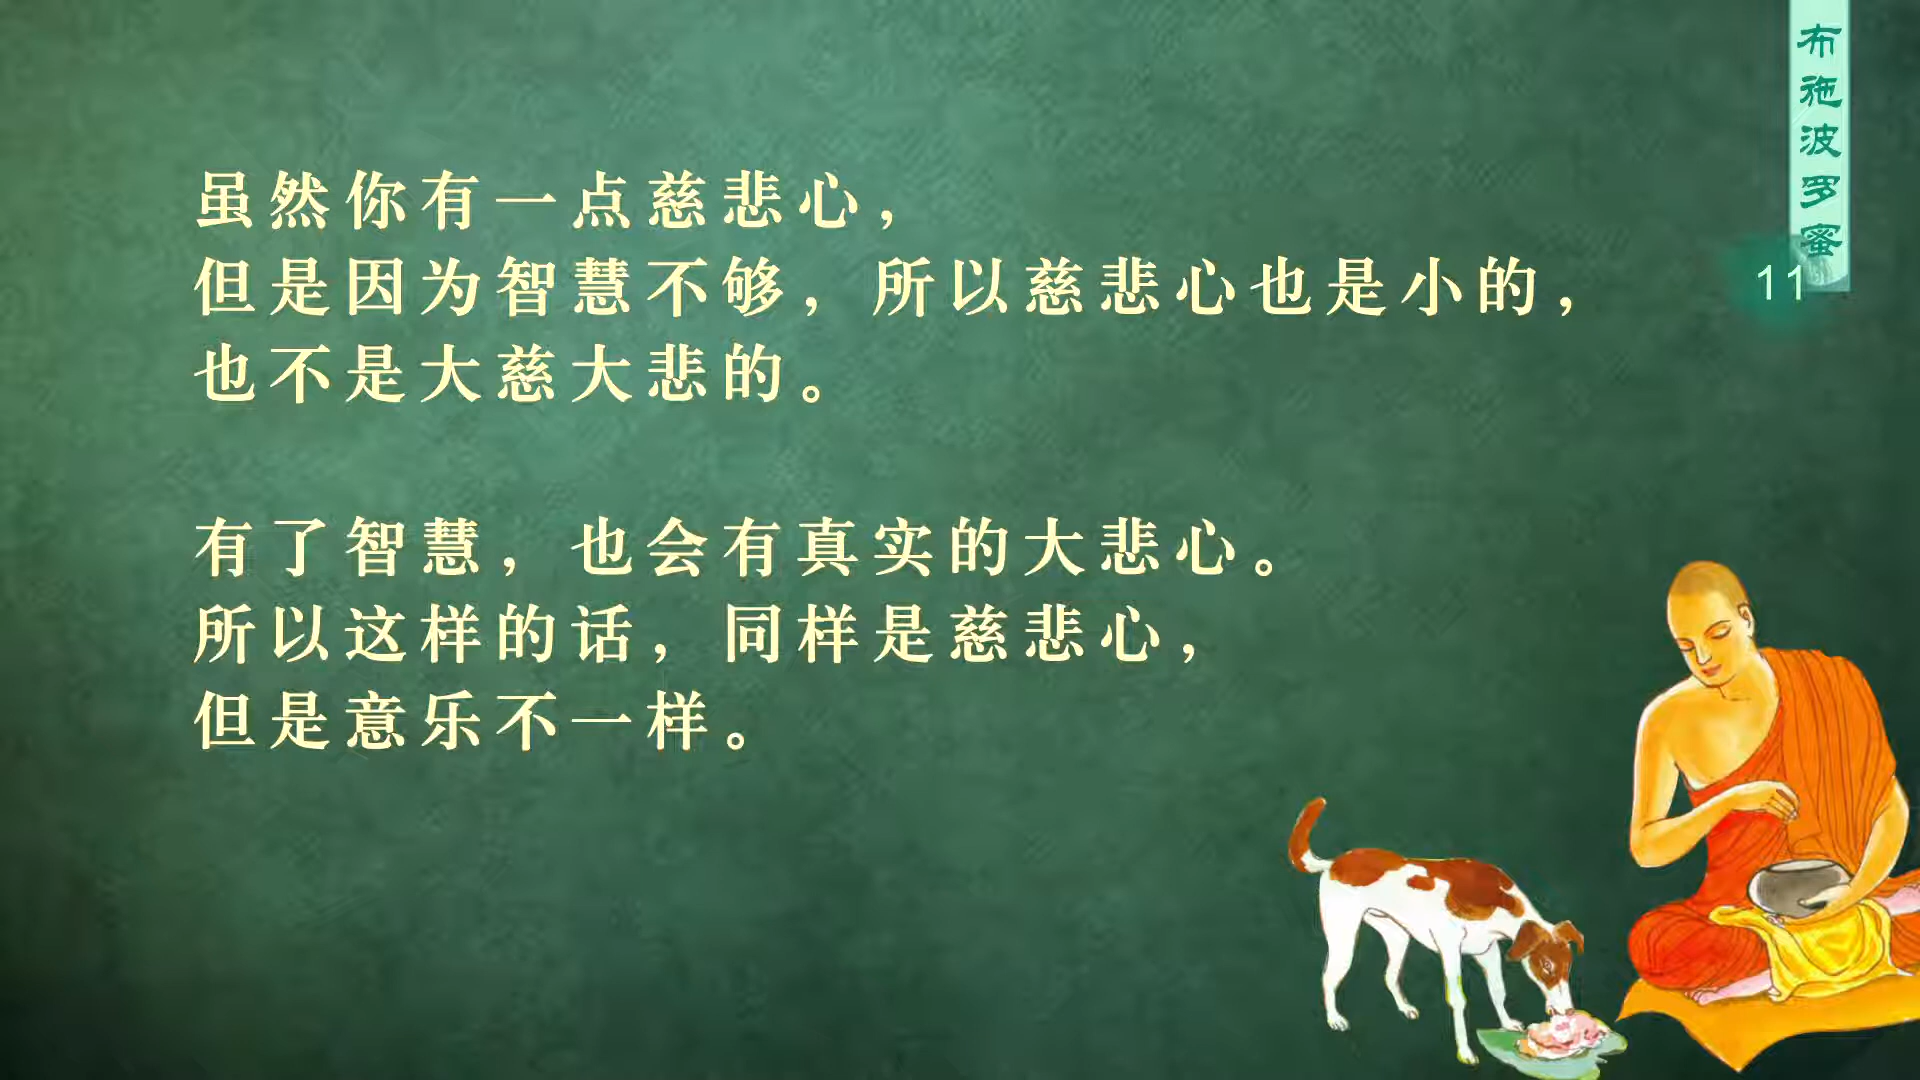 布施波罗蜜
11
虽然你有一点慈悲心，
但是因为智慧不够，所以慈悲心也是小的，
也不是大慈大悲的。
有了智慧，也会有真实的大悲心。
所以这样的话，同样是慈悲心，
但是意乐不一样。